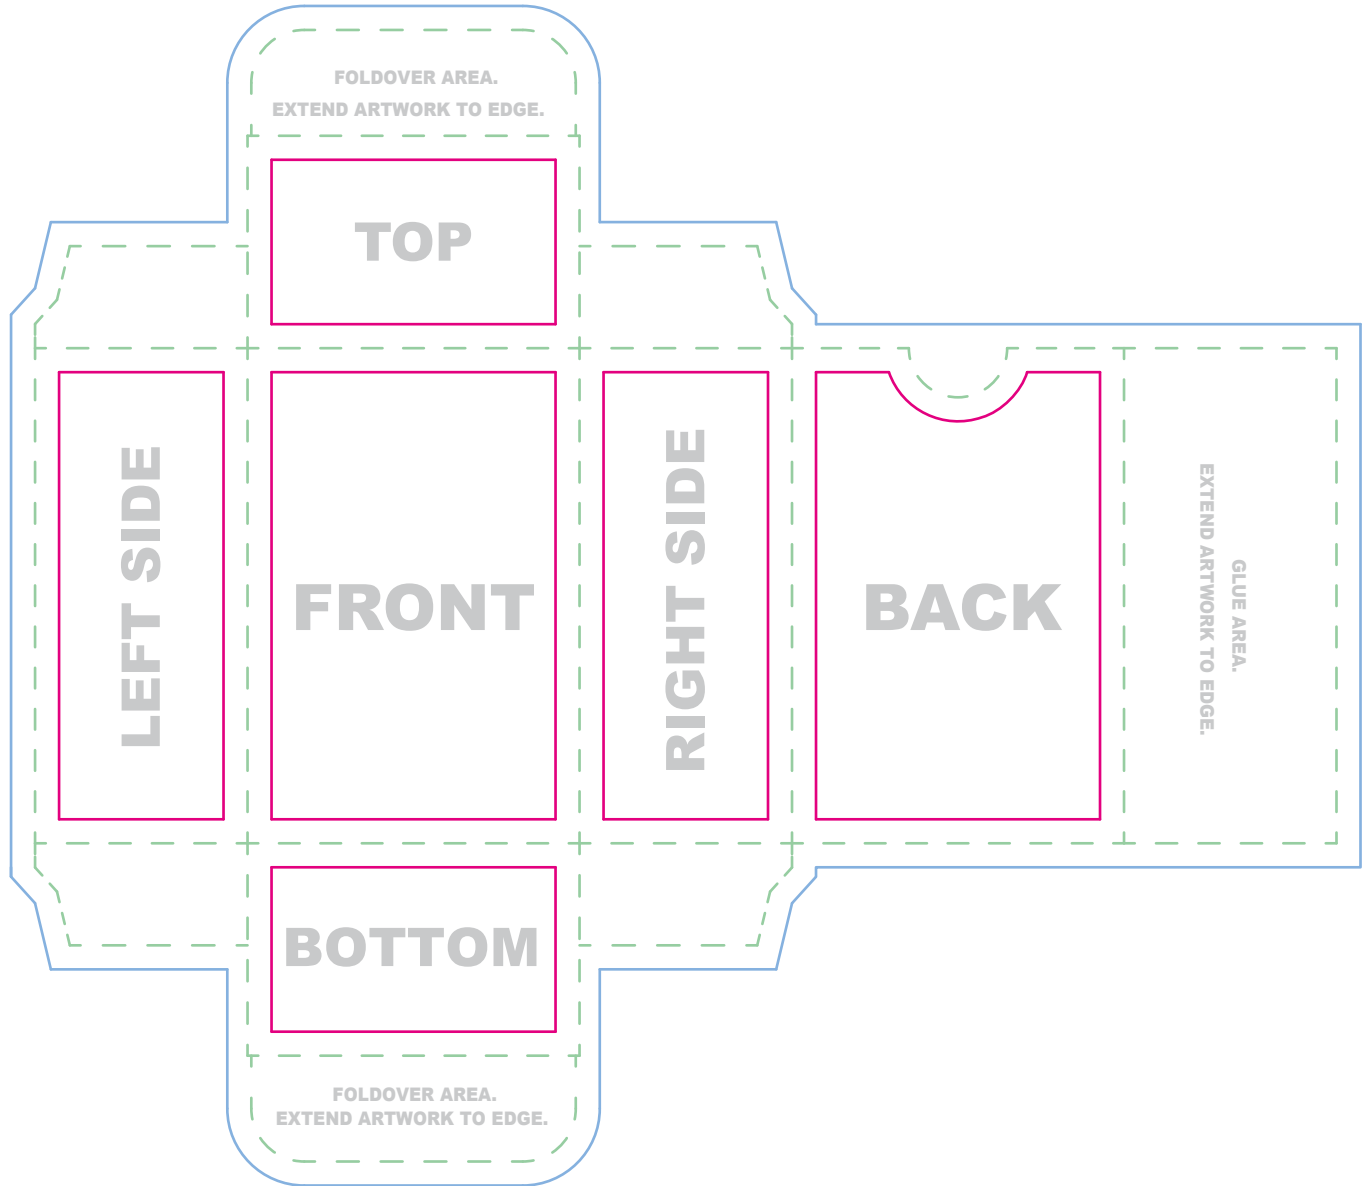 FOLDOVER AREA.
EXTEND ARTWORK TO EDGE.
TOP
LEFT SIDE
FRONT
RIGHT SIDE
BACK
GLUE AREA.
EXTEND ARTWORK TO EDGE.
BOTTOM
FOLDOVER AREA.
EXTEND ARTWORK TO EDGE.